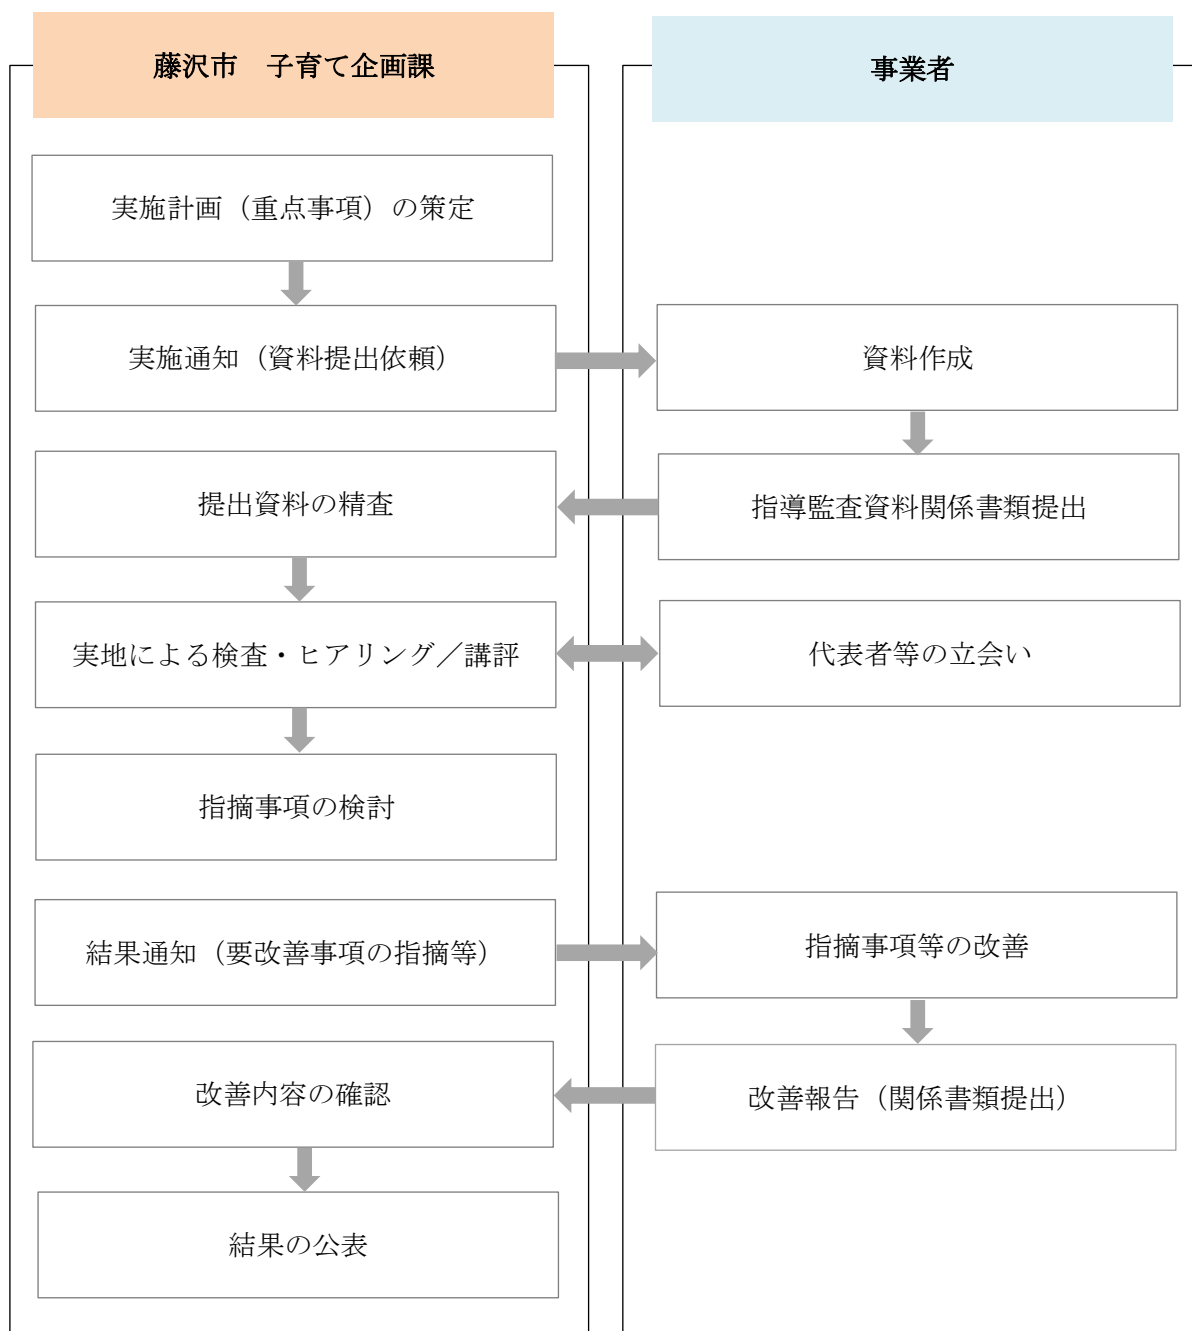 藤沢市　子育て企画課
事業者
実施計画（重点事項）の策定
実施通知（資料提出依頼）
資料作成
提出資料の精査
指導監査資料関係書類提出
実地による検査・ヒアリング／講評
代表者等の立会い
指摘事項の検討
結果通知（要改善事項の指摘等）
指摘事項等の改善
改善内容の確認
改善報告（関係書類提出）
結果の公表